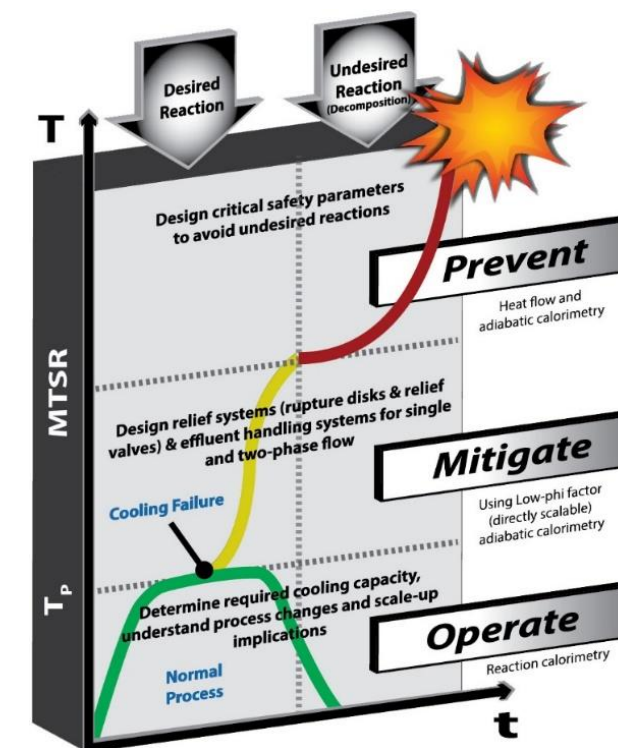 Desired
Reaction
Undesired
Reaction
(Decomposition)
T
Design critical safety parameters
to avoid undesired reactions
Prevent
Heat flow and
adiabatic calorimetry
MTSR
Design relief systems (rupture disks & relief
valves) & effluent handling systems for single
and two-phase flow
Mitigate
Using Low-phi factor
(directly scalable)
adiabatic calorimetry
Cooling Failure
TP
Determine required cooling capacity,
understand process changes and scale-up
implications
Operate
Reaction calorimetry
Normal
Process
t